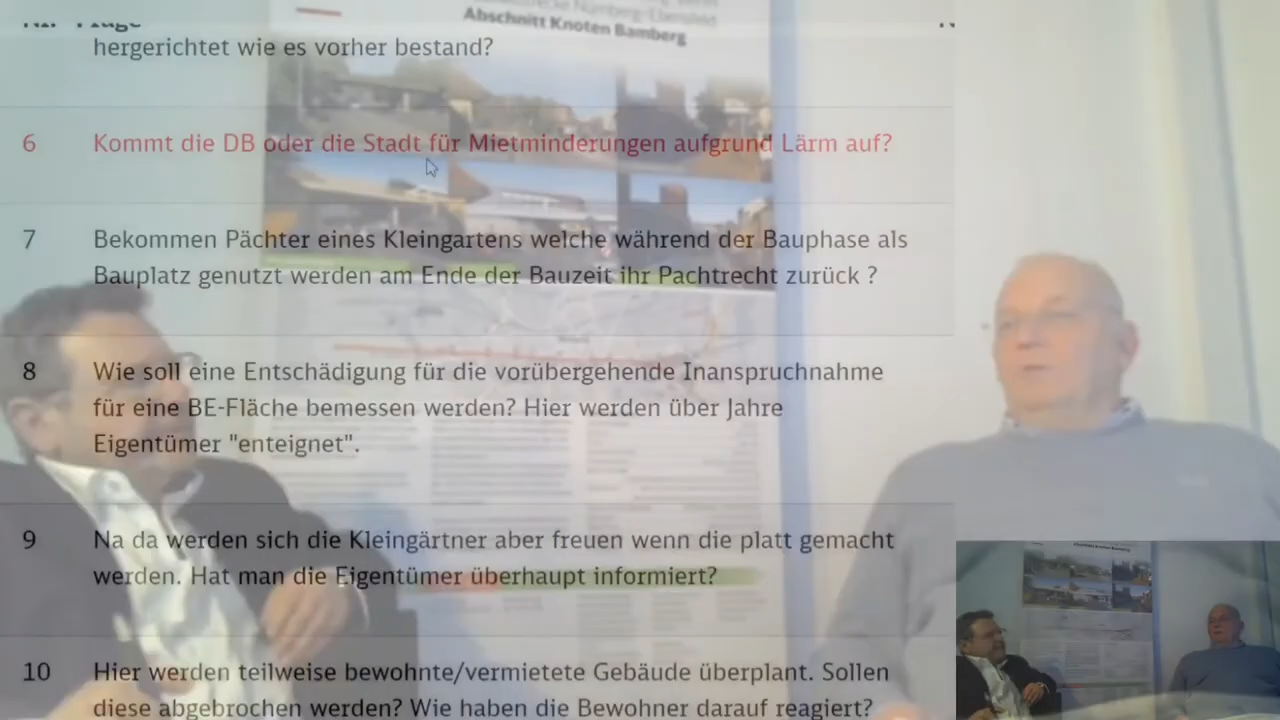 Abschnitt Knoten Bamberg
hergerichtet wie es vorher bestand?
6 Kommt die DB oder die Stadt für Mietminderungen aufgrund Lärm auf?
7 Bekommen Pächter eines Kleingartens welche während der Bauphase als
Bauplatz genutzt werden am Ende der Bauzeit ihr Pachtrecht zurück ?
8 Wie soll eine Entschädigung für die vorübergehende Inanspruchnahme
für eine BE-Fläche bemessen werden? Hier werden über Jahre
Eigentümer "enteignet".
9 Na da werden sich die Kleingärtner aber freuen wenn die platt gemacht
werden. Hat man die Eigentümer überhaupt informiert?
10 Hier werden teilweise bewohnte/vermietete Gebäude überplant. Sollen
diese abgebrochen werden? Wie haben die Bewohner darauf reagiert?